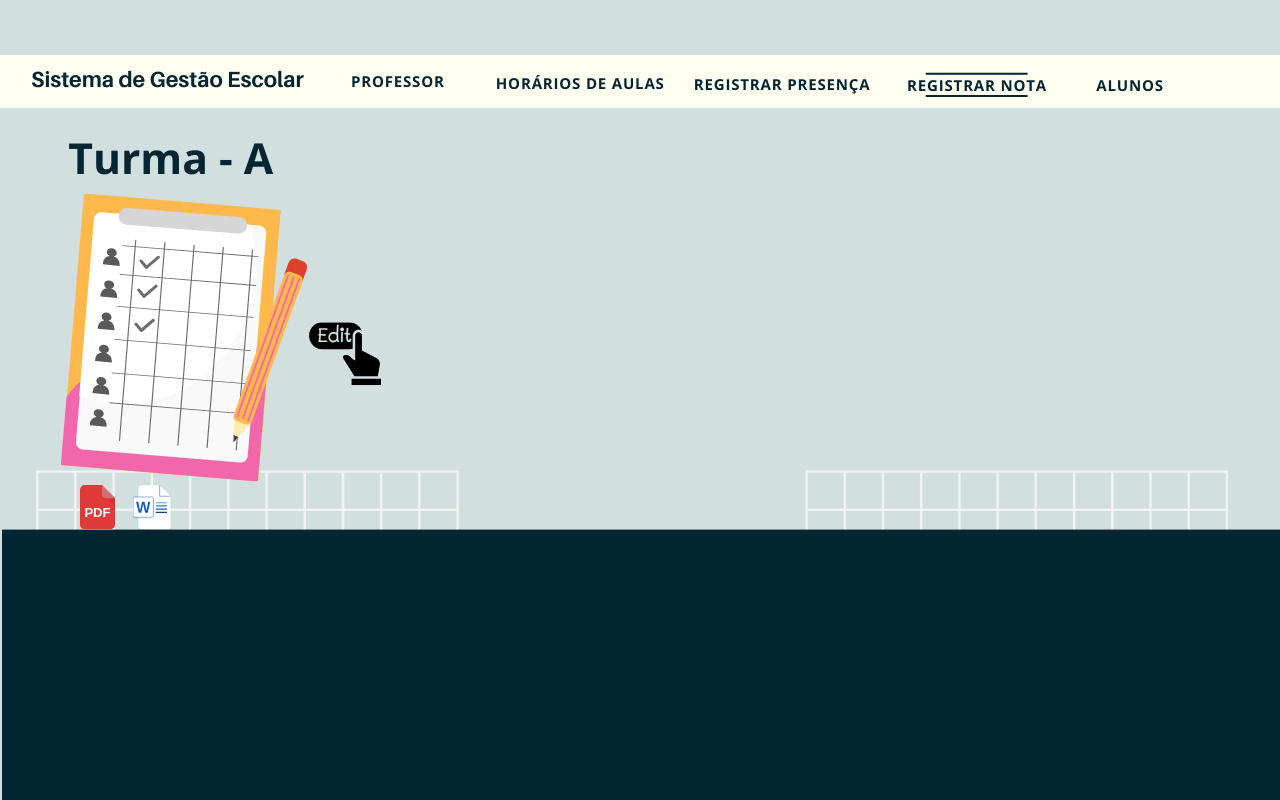 Sistema de Gestão Escolar
PROFESSOR
HORÁRIOS DE AULAS
REGISTRAR PRESENÇA
REGISTRAR NOTA
ALUNOS
Turma - A
Edit
PDF
W